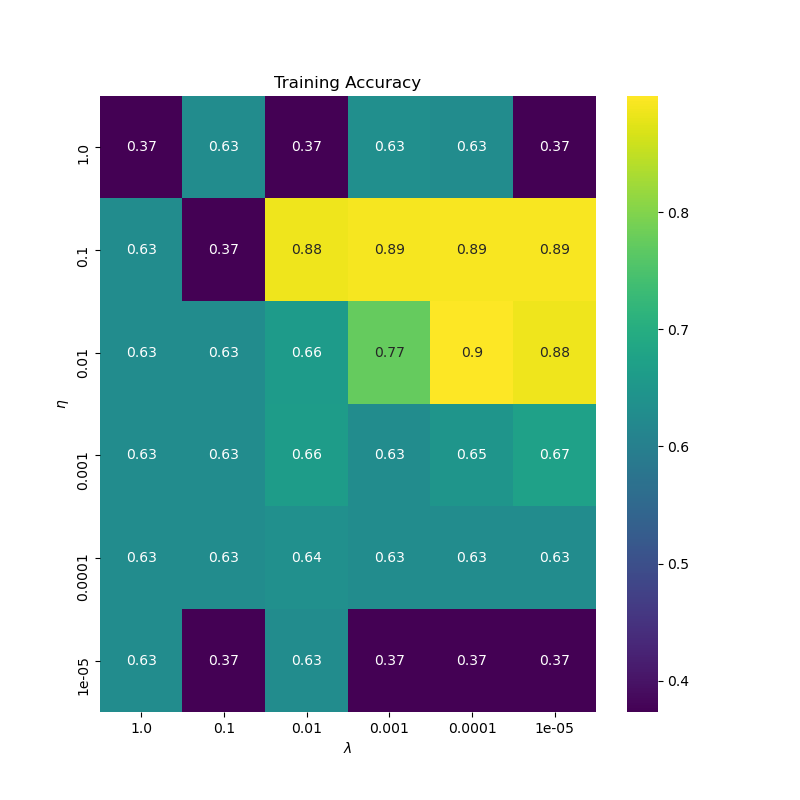 Training Accuracy
1.0 0.37 0.63 0.37 0.63 0.63 0.37
0.1 0.63 0.37 0.88 0.89 0.89 0.89
0.01 0.63 0.63 0.66 0.77 0.9 0.88
η
0.001 0.63 0.63 0.66 0.63 0.65 0.67
0.0001 0.63 0.63 0.64 0.63 0.63 0.63
1e-05 0.63 0.37 0.63 0.37 0.37 0.37
1.0 0.1 0.01 0.001 0.0001 1e-05
λ
0.8
0.7
0.6
0.5
0.4